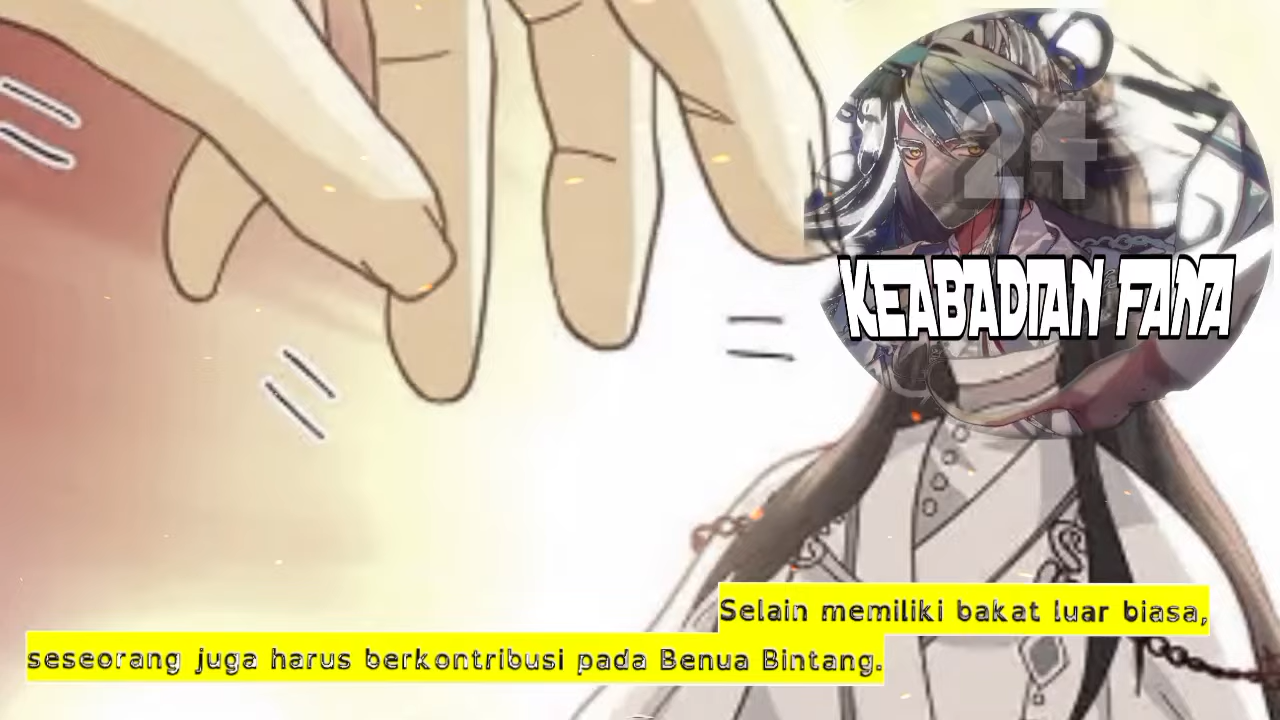 24
KEABADIAN FANA
Selain memiliki bakat luar biasa,
seseorang juga harus berkontribusi pada Benua Bintang.